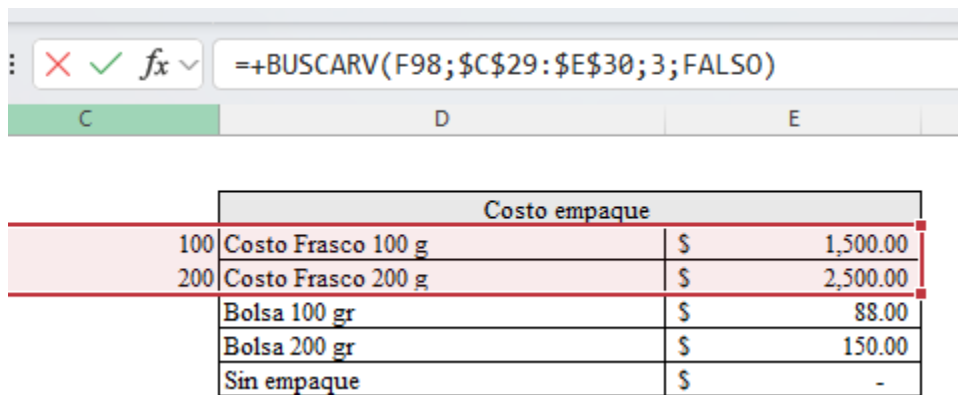 fx =+BUSCARV(F98;$C$29:$E$30;3;FALSO)
C D E
Costo empaque
100 Costo Frasco 100 g $ 1,500.00
200 Costo Frasco 200 g $ 2,500.00
Bolsa 100 gr $ 88.00
Bolsa 200 gr $ 150.00
Sin empaque $ -